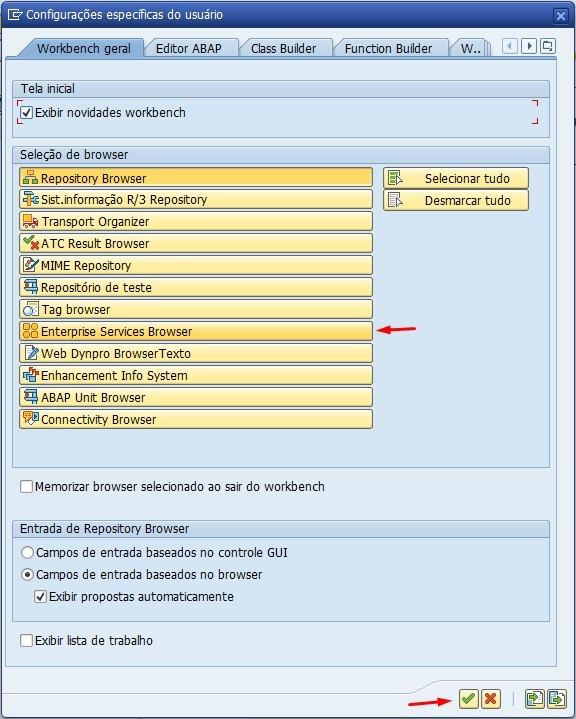 Configurações específicas do usuário
Workbench geral Editor ABAP Class Builder Function Builder W..
Tela inicial
Exibir novidades workbench
Seleção de browser
Repository Browser Selecionar tudo
Sist.informação R/3 Repository Desmarcar tudo
Transport Organizer
ATC Result Browser
MIME Repository
Repositório de teste
Tag browser
Enterprise Services Browser
Web Dynpro BrowserTexto
Enhancement Info System
ABAP Unit Browser
Connectivity Browser
Memorizar browser selecionado ao sair do workbench
Entrada de Repository Browser
Campos de entrada baseados no controle GUI
Campos de entrada baseados no browser
Exibir propostas automaticamente
Exibir lista de trabalho